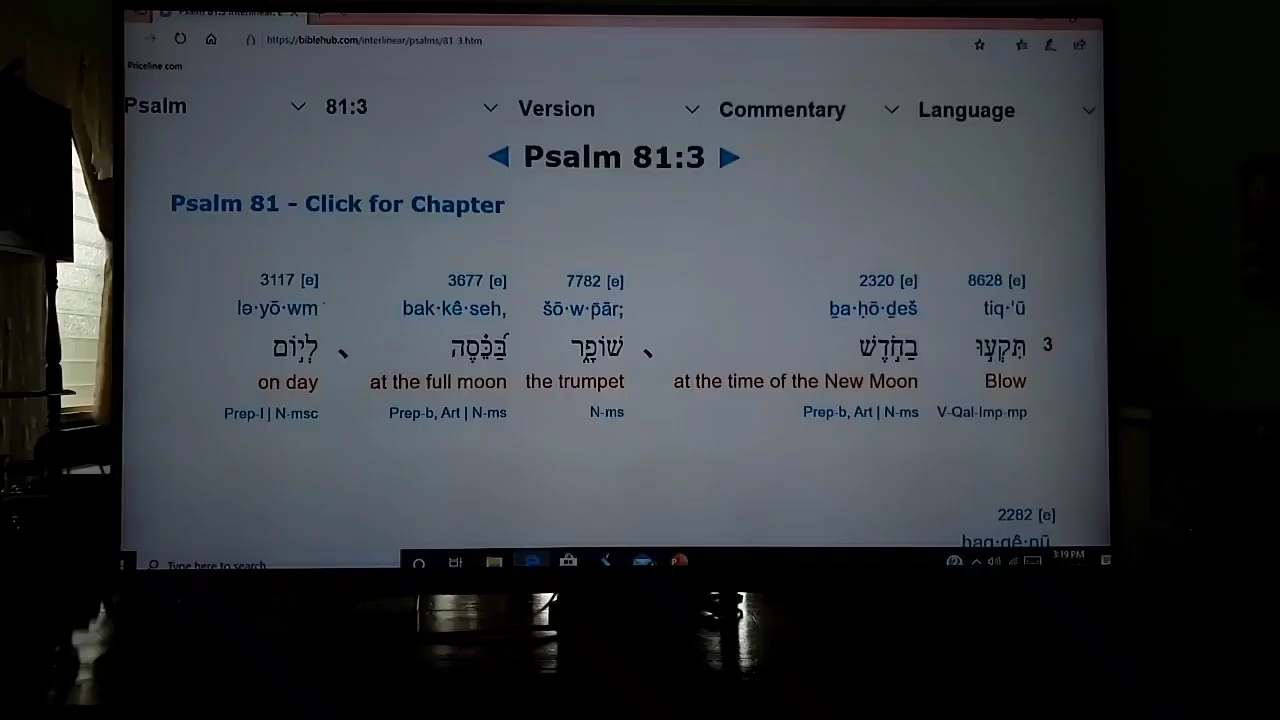 https://biblehub.com/interlinear/psalms/81-3.htm
Priceline.com
Psalm 81:3 Version Commentary Language
◄ Psalm 81:3 ►
Psalm 81 - Click for Chapter
3117 [e] 3677 [e] 7782 [e] 2320 [e] 8628 [e]
lə·yō·wm bak·kê·seh, šō·w·p̄ār; ḇa·ḥō·ḏeš tiq·‘ū
3 תִּקְע֣וּ בַחֹ֣דֶשׁ שׁוֹפָ֑ר בַּ֝כֵּ֗סֶה לְי֣וֹם
on day at the full moon the trumpet at the time of the New Moon Blow
Prep-l | N-msc Prep-b, Art | N-ms N-ms Prep-b, Art | N-ms V-Qal-Imp-mp
2282 [e]
Type here to search
3:19 PM